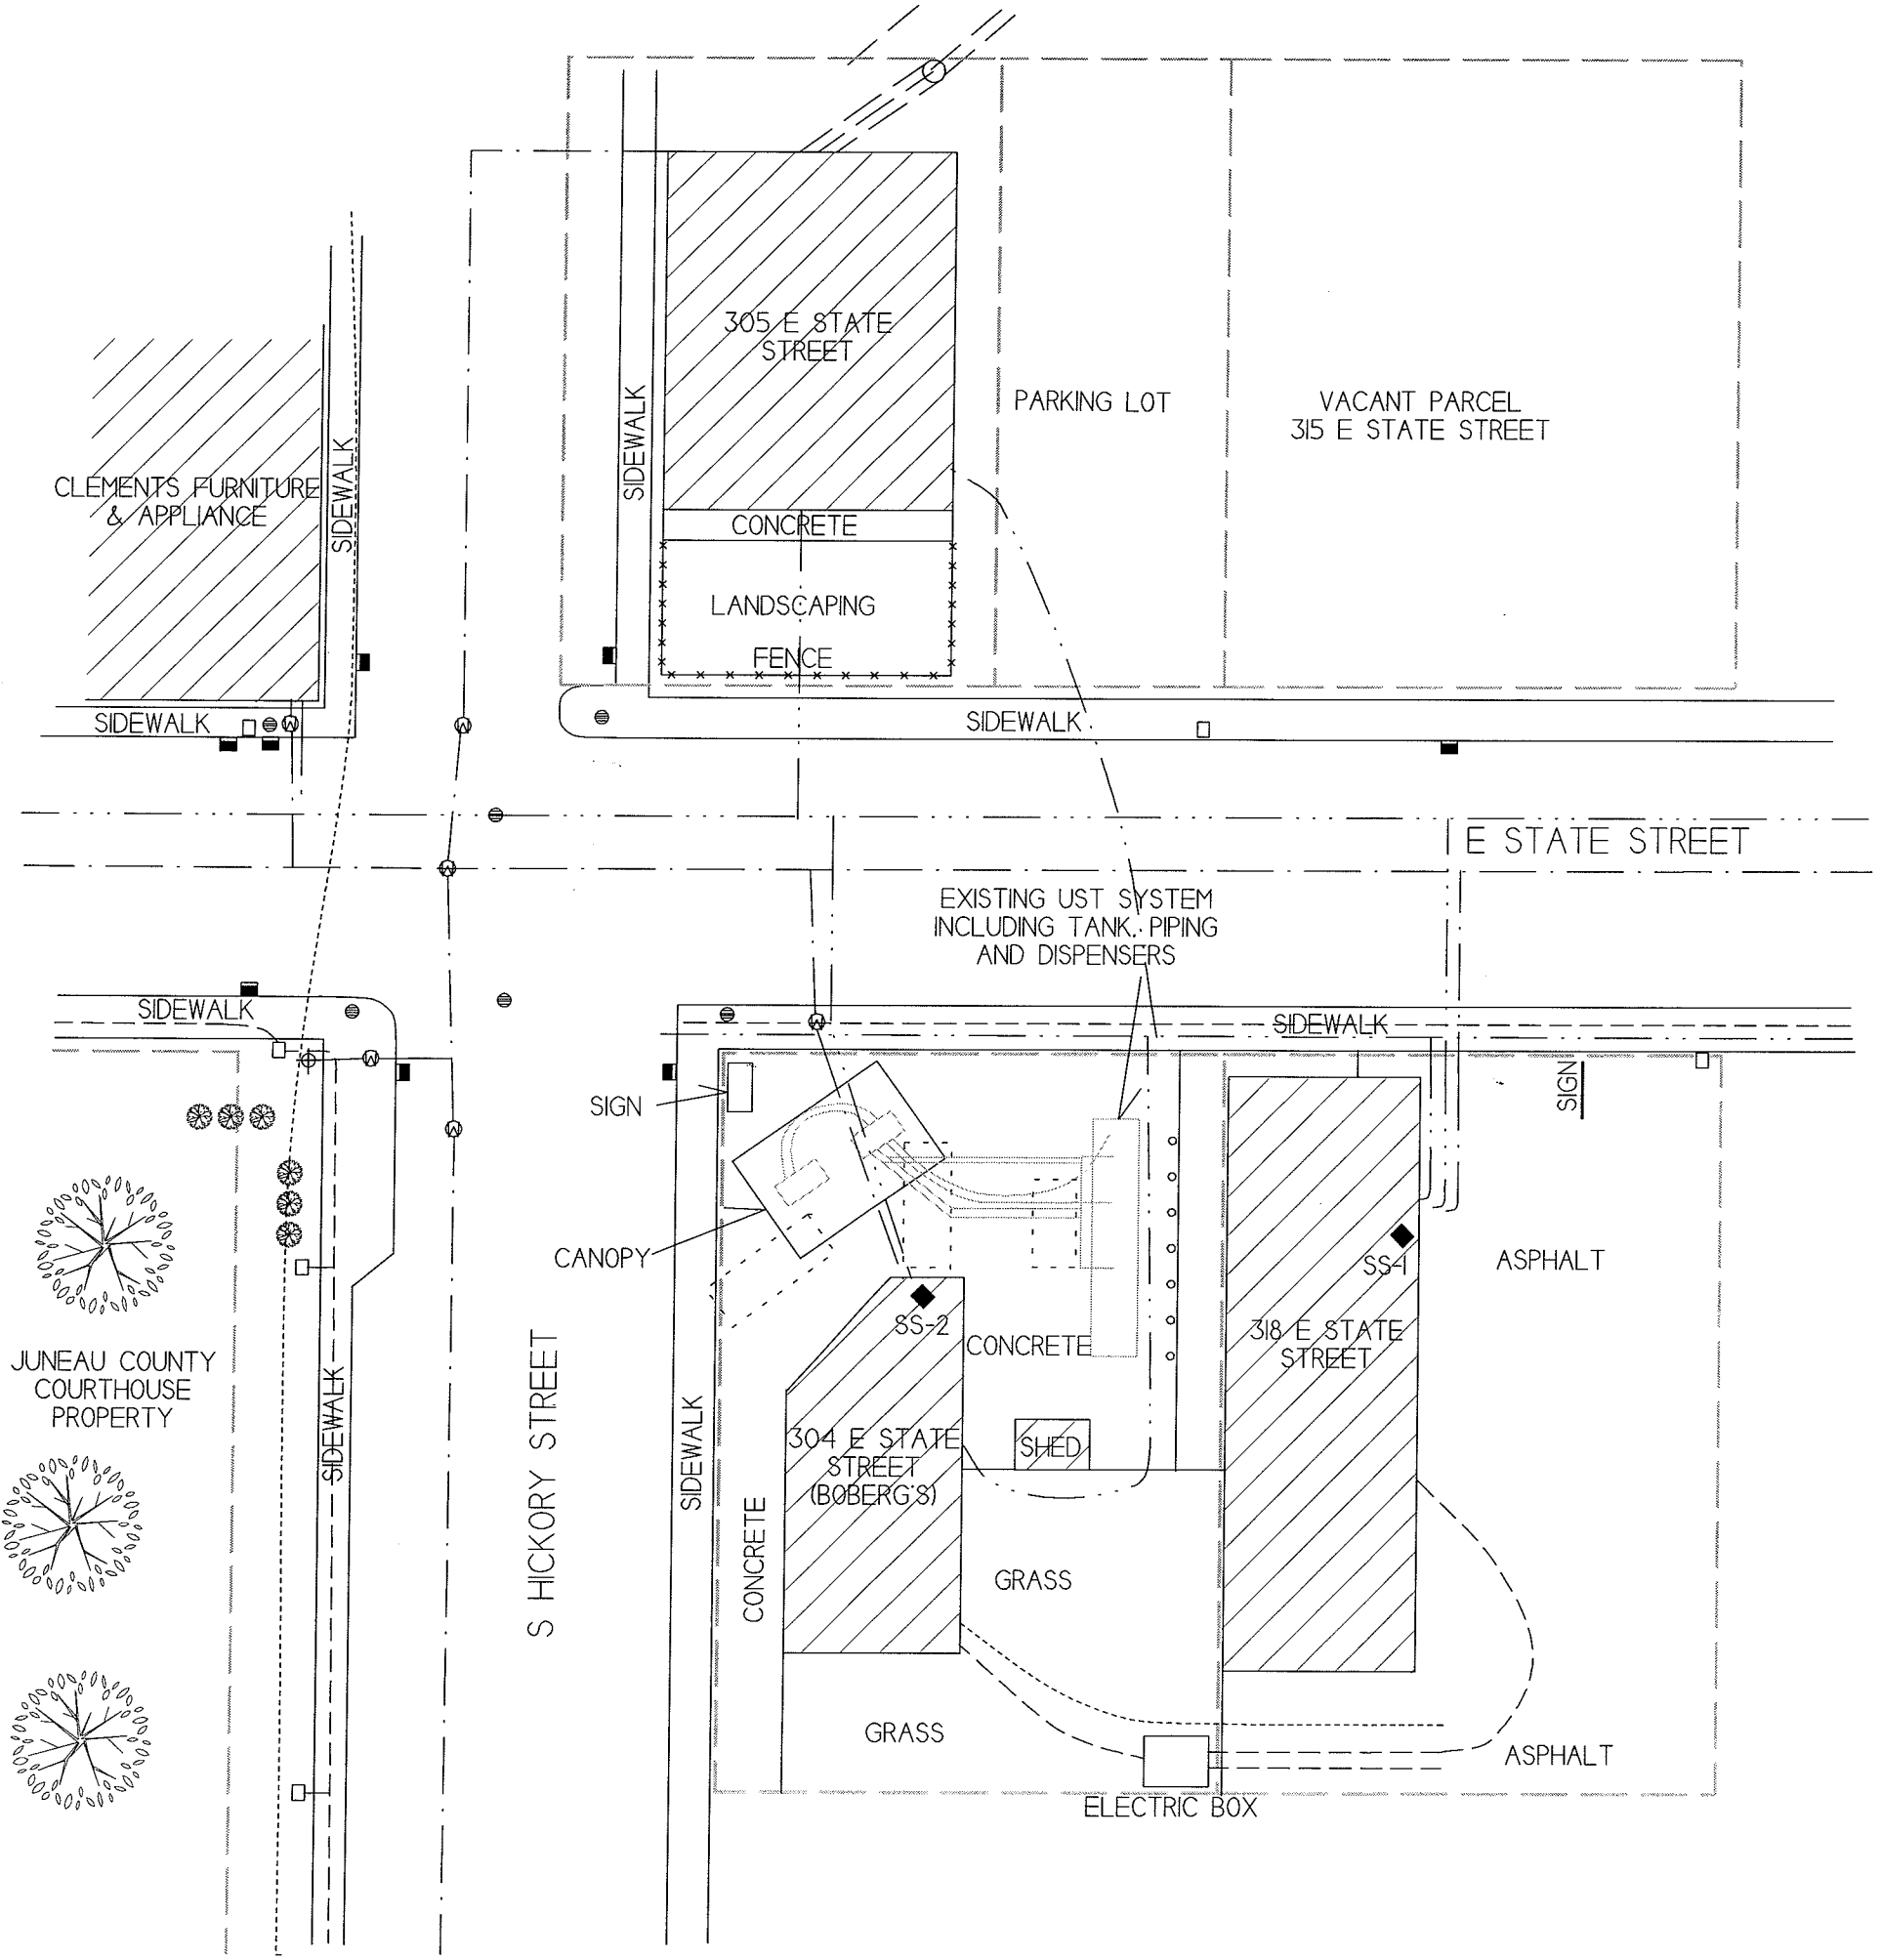 305 E STATE
STREET
PARKING LOT
VACANT PARCEL
315 E STATE STREET
SIDEWALK
SIDEWALK
CLEMENTS FURNITURE
& APPLIANCE
CONCRETE
LANDSCAPING
FENCE
SIDEWALK
W
W
SIDEWALK
E STATE STREET
W
EXISTING UST SYSTEM
INCLUDING TANK, PIPING
AND DISPENSERS
SIDEWALK
W
SIDEWALK
W
SIGN
SIGN
W
CANOPY
SS-1
ASPHALT
SS-2
CONCRETE
318 E STATE
STREET
JUNEAU COUNTY
COURTHOUSE
PROPERTY
SIDEWALK
S HICKORY STREET
SIDEWALK
304 E STATE
STREET
(BOBERG'S)
SHED
CONCRETE
GRASS
GRASS
ASPHALT
ELECTRIC BOX